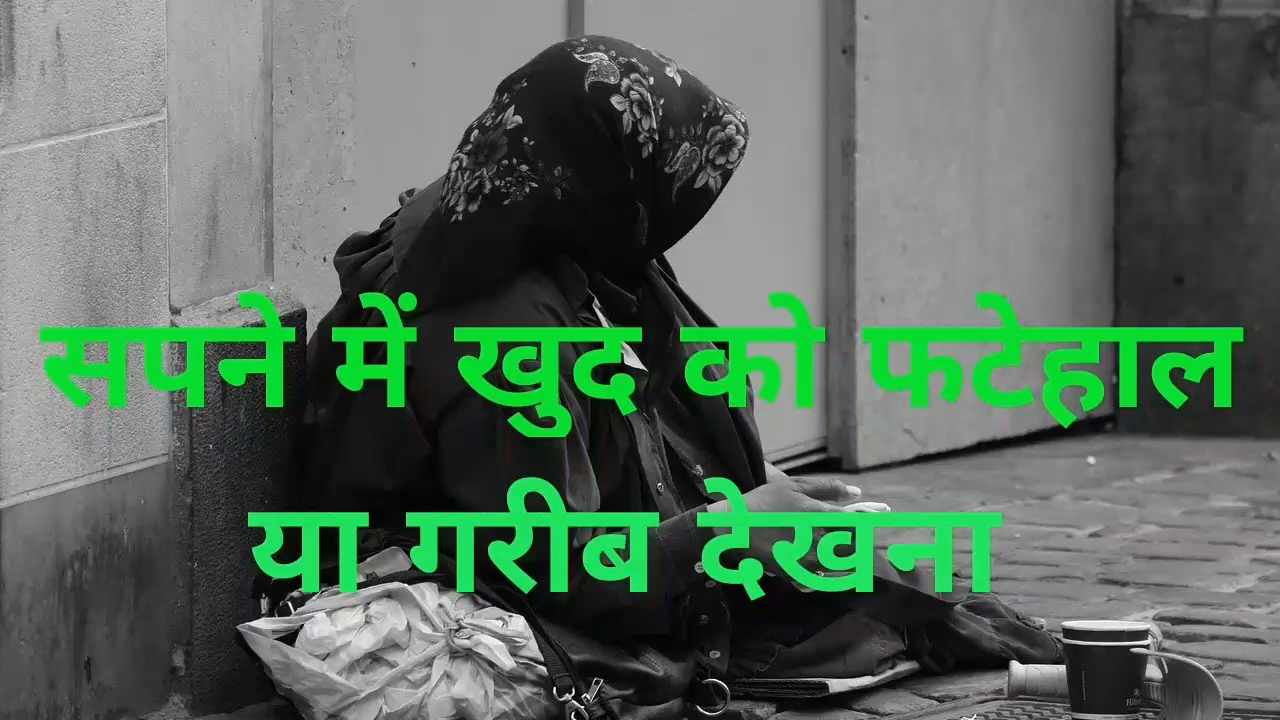 सपने में खुद को फटेहाल
या गरीब देखना